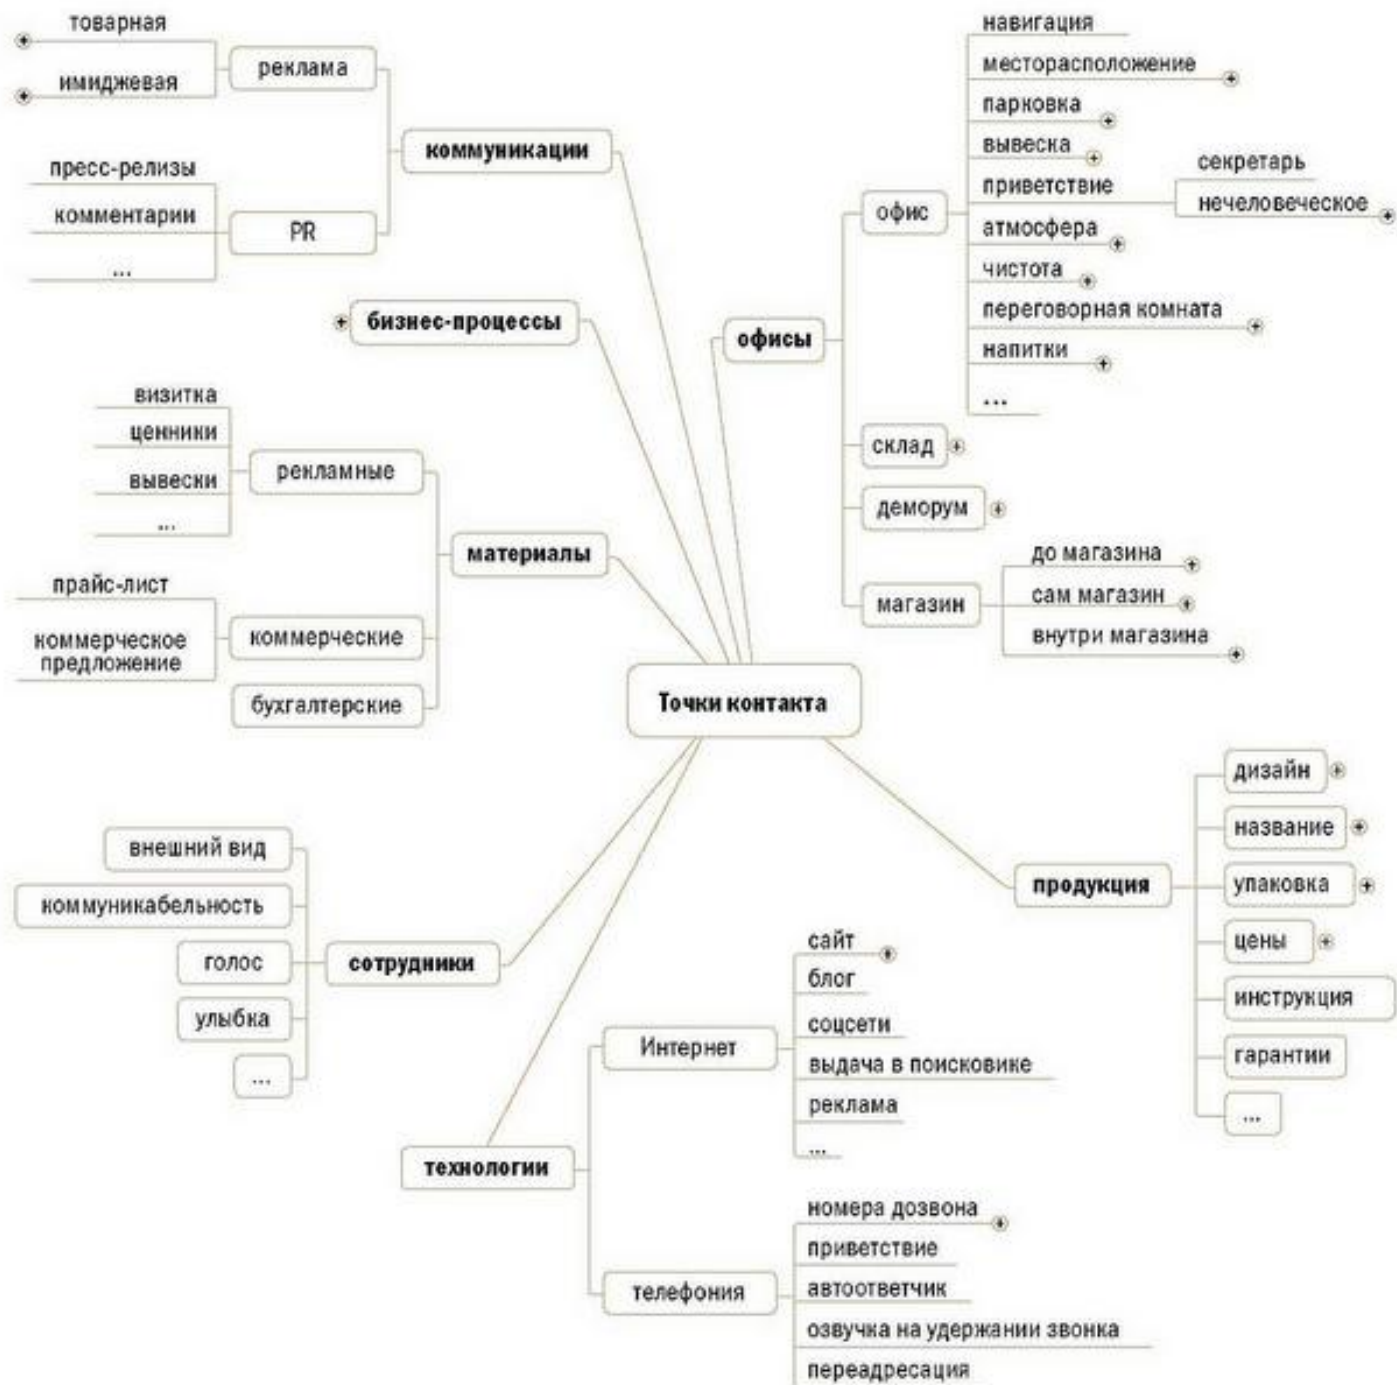 товарная
имиджевая
реклама
пресс-релизы
комментарии
...
PR
коммуникации
бизнес-процессы
визитка
ценники
вывески
...
рекламные
прайс-лист
коммерческое
предложение
коммерческие
бухгалтерские
материалы
навигация
месторасположение
парковка
вывеска
приветствие
секретарь
нечеловеческое
атмосфера
чистота
переговорная комната
напитки
...
офис
офисы
склад
деморум
магазин
до магазина
сам магазин
внутри магазина
Точки контакта
внешний вид
коммуникабельность
голос
улыбка
...
сотрудники
продукция
дизайн
название
упаковка
цены
инструкция
гарантии
...
технологии
Интернет
сайт
блог
соцсети
выдача в поисковике
реклама
...
телефония
номера дозвона
приветствие
автоответчик
озвучка на удержании звонка
переадресация